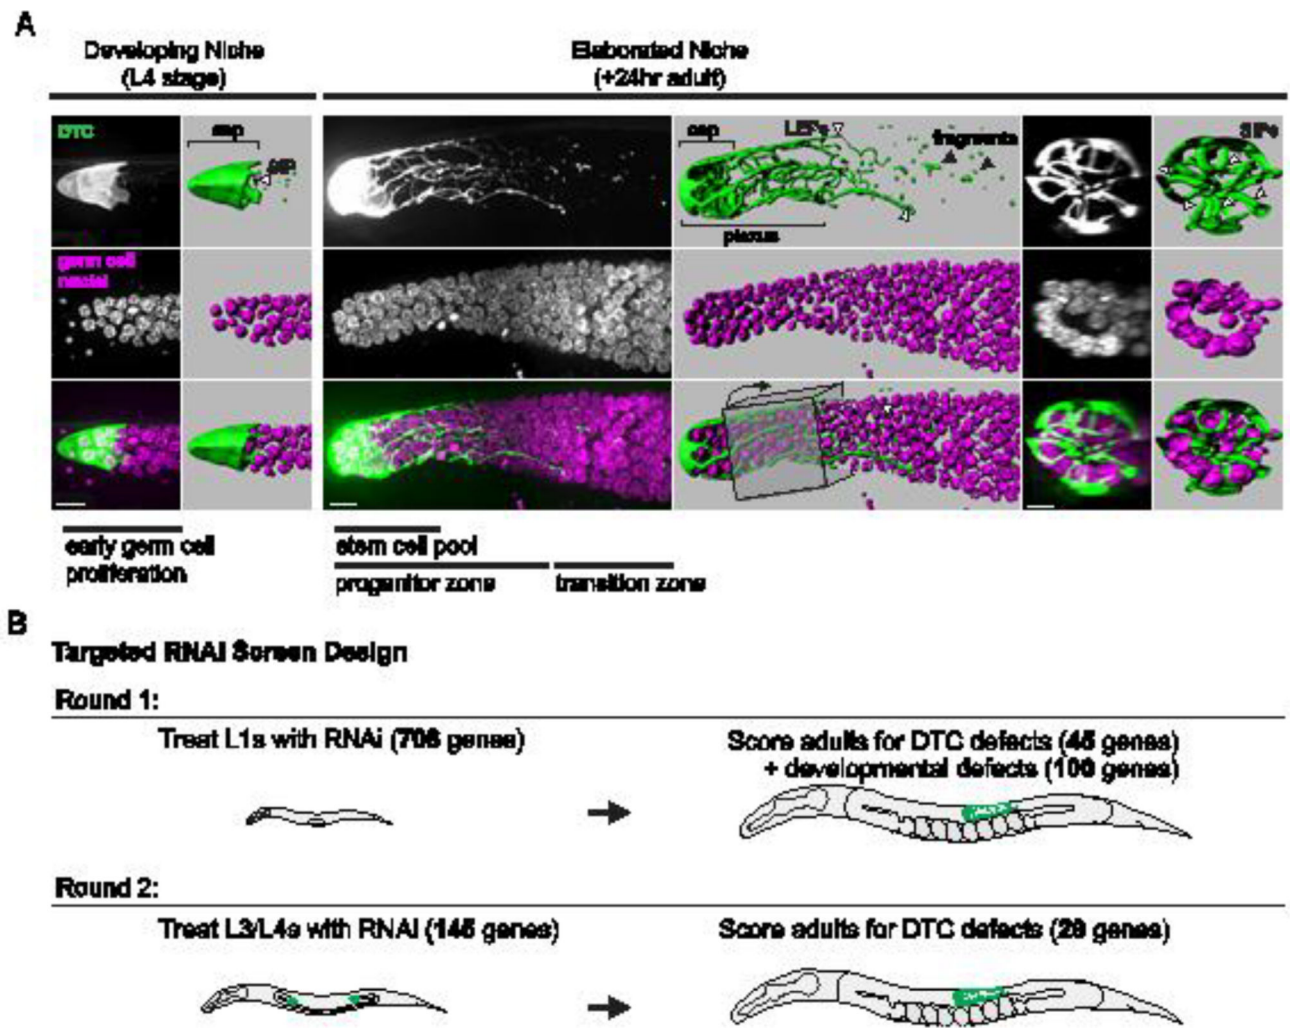 A
Developing Niche
(L4 stage)
Elaborated Niche
(+24hr adult)
DTC
cap
gap
cap
LEPs
fragments
SIPs
plexus
germ cell
nuclei
early germ cell
proliferation
stem cell pool
progenitor zone
transition zone
B
Targeted RNAi Screen Design
Round 1:
Treat L1s with RNAi (706 genes)
Score adults for DTC defects (45 genes)
+ developmental defects (100 genes)
Round 2:
Treat L3/L4s with RNAi (145 genes)
Score adults for DTC defects (29 genes)